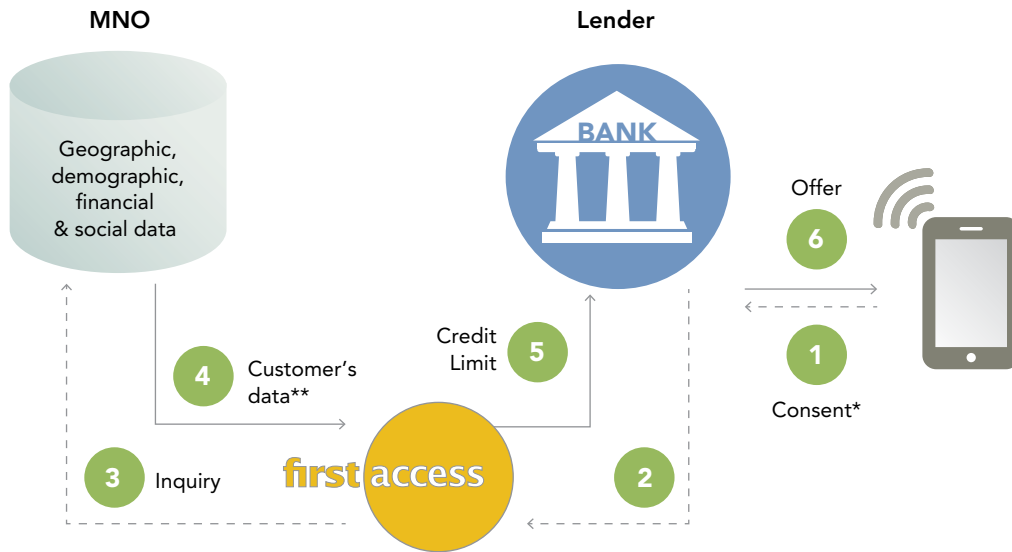 MNO
Lender
Geographic,
demographic,
financial
& social data
BANK
Offer
6
1
Consent*
Credit
Limit
5
4
Customer's
data**
3
Inquiry
first access
2